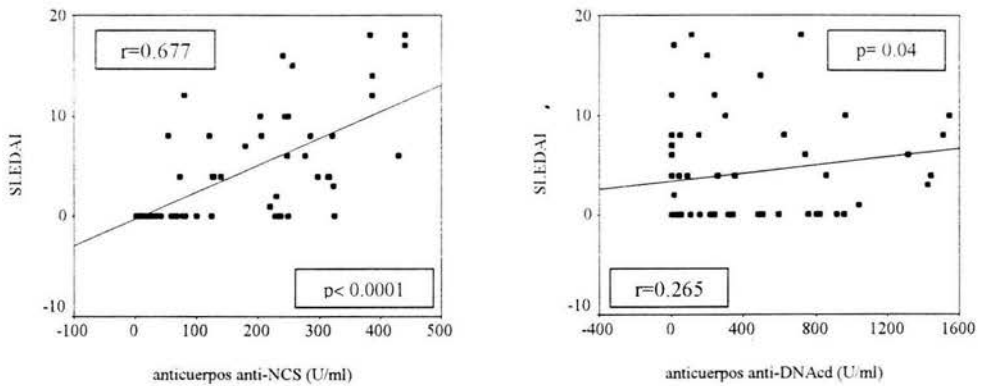 20
r=0.677
10
SLEDAI
0
p< 0.0001
-10
-100 0 100 200 300 400 500
anticuerpos anti-NCS (U/ml)
20
p= 0.04
10
SLEDAI
0
r=0.265
-10
-400 0 400 800 1200 1600
anticuerpos anti-DNAcd (U/ml)